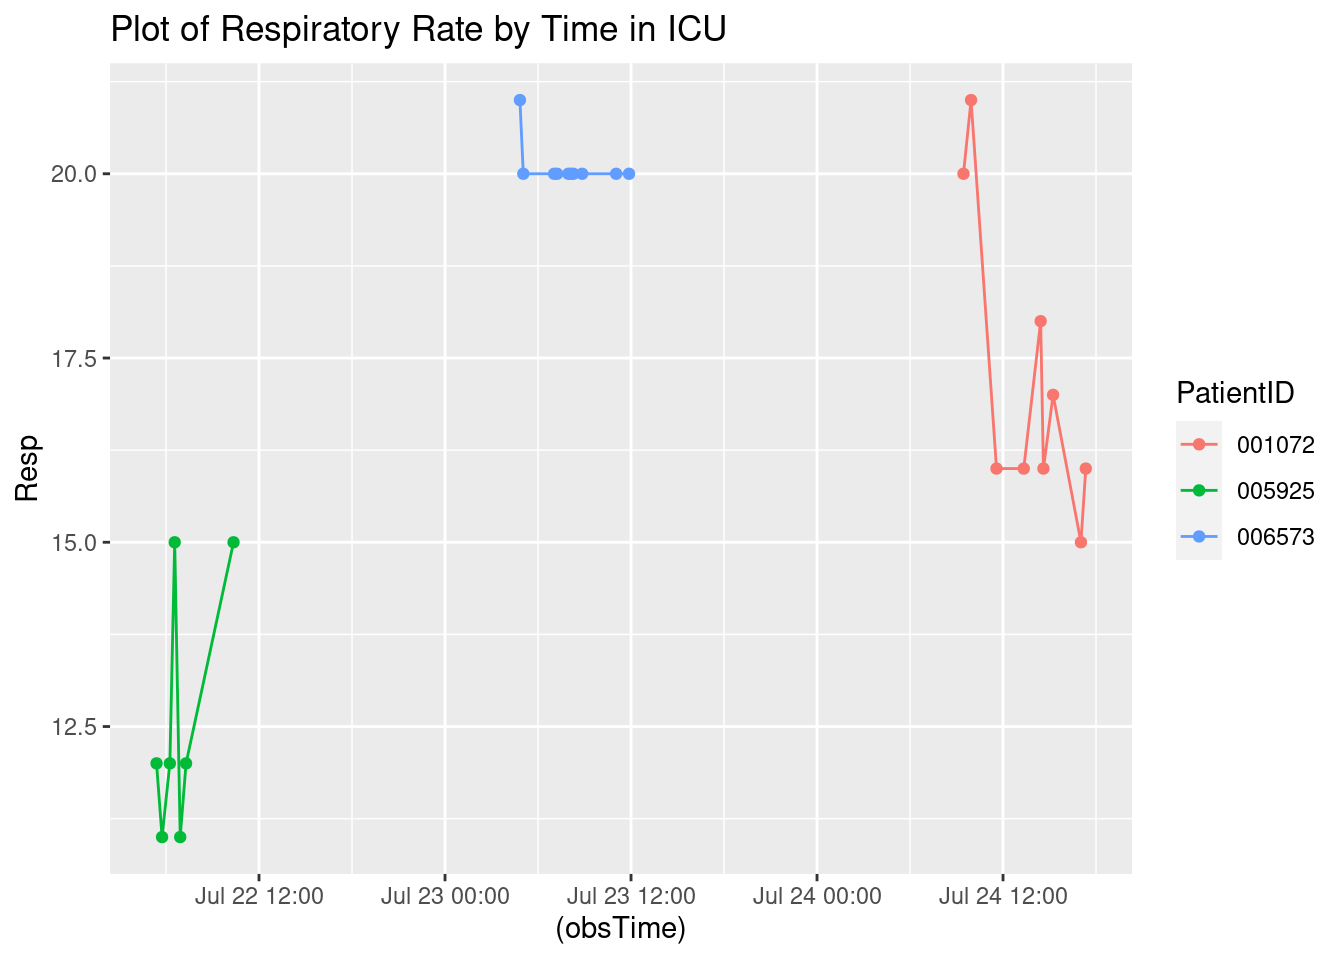 Plot of Respiratory Rate by Time in ICU
Resp
20.0
17.5
15.0
12.5
Jul 22 12:00
Jul 23 00:00
Jul 23 12:00
Jul 24 00:00
Jul 24 12:00
(obsTime)
PatientID
001072
005925
006573